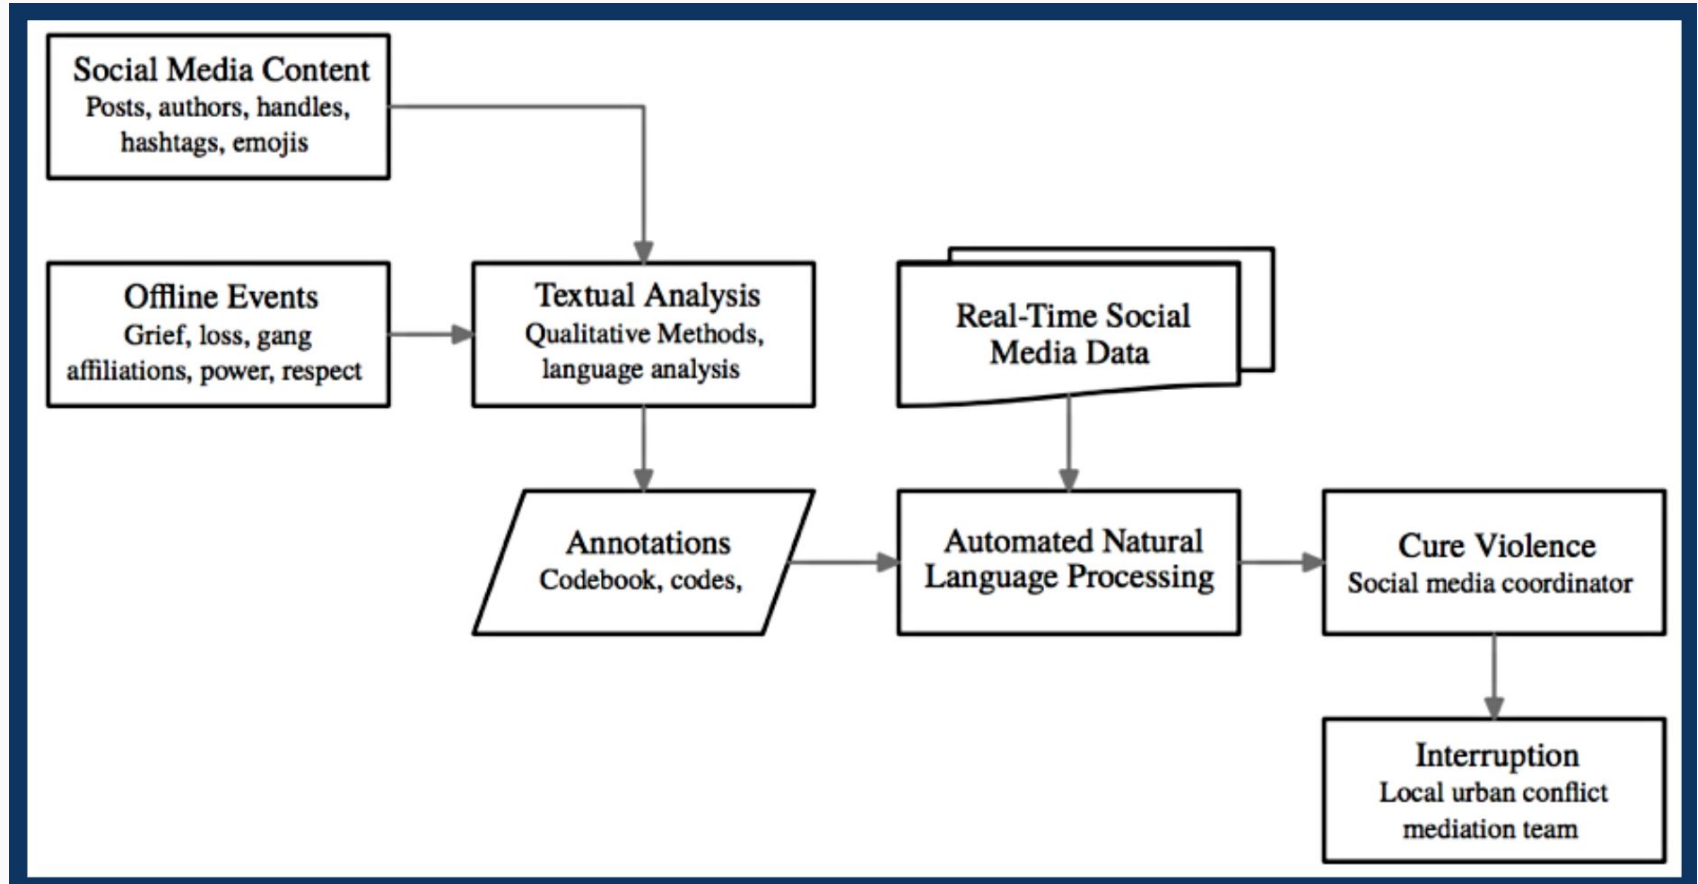 Social Media Content
Posts, authors, handles,
hashtags, emojis
Offline Events
Grief, loss, gang
affiliations, power, respect
Textual Analysis
Qualitative Methods,
language analysis
Real-Time Social
Media Data
Annotations
Codebook, codes,
Automated Natural
Language Processing
Cure Violence
Social media coordinator
Interruption
Local urban conflict
mediation team